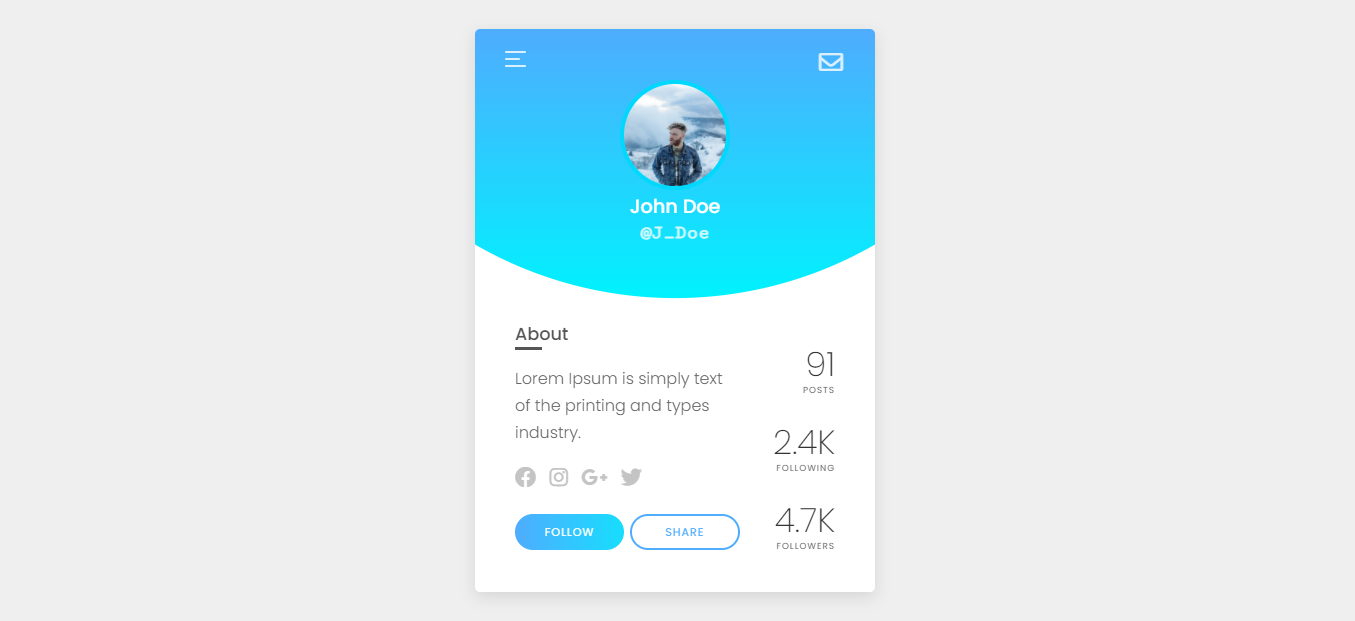 John Doe
@J_Doe
About
Lorem Ipsum is simply text
of the printing and types
industry.
FOLLOW
SHARE
91
POSTS
2.4K
FOLLOWING
4.7K
FOLLOWERS